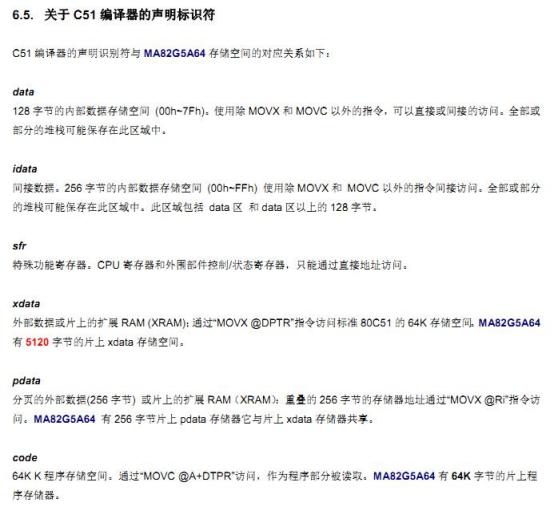 6.5. 关于 C51 编译器的声明标识符
C51 编译器的声明识别符与 MA82G5A64 存储空间的对应关系如下：
data
128 字节的内部数据存储空间 (00h~7Fh)。使用除 MOVX 和 MOVC 以外的指令，可以直接或间接的访问。全部或
部分的堆栈可能保存在此区域中。
idata
间接数据。256 字节的内部数据存储空间 (00h~FFh) 使用除 MOVX 和 MOVC 以外的指令间接访问。全部或部分
的堆栈可能保存在此区域中。此区域包括 data 区 和 data 区以上的 128 字节。
sfr
特殊功能寄存器。CPU 寄存器和外围部件控制/状态寄存器，只能通过直接地址访问。
xdata
外部数据或片上的扩展 RAM (XRAM)；通过“MOVX @DPTR”指令访问标准 80C51 的 64K 存储空间。MA82G5A64
有 5120 字节的片上 xdata 存储空间。
pdata
分页的外部数据(256 字节) 或片上的扩展 RAM（XRAM）：重叠的 256 字节的存储器地址通过“MOVX @Ri”指令访
问。MA82G5A64 有 256 字节片上 pdata 存储器它与片上 xdata 存储器共享。
code
64K K 程序存储空间。通过“MOVC @A+DTPR”访问，作为程序部分被读取。MA82G5A64 有 64K 字节的片上程
序存储器。